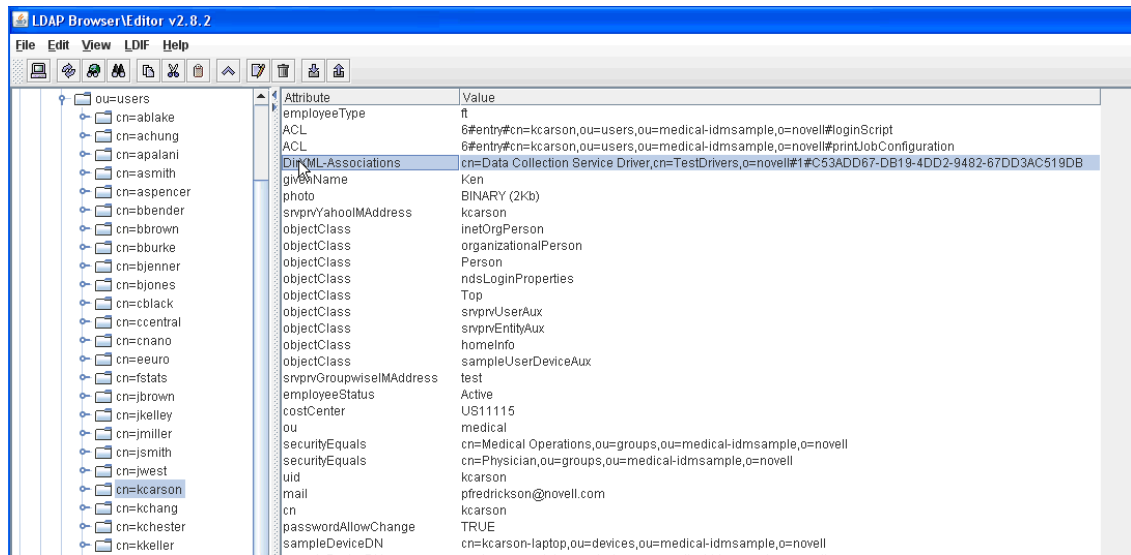 LDAP Browser\Editor v2.8.2
File Edit View LDIF Help
ou=users
cn=ablake
cn=achung
cn=apalani
cn=asmith
cn=aspencer
cn=bbender
cn=bbrown
cn=bburke
cn=bjenner
cn=bjones
cn=cblack
cn=ccentral
cn=cnano
cn=eeuro
cn=fstats
cn=jbrown
cn=jkelley
cn=jmiller
cn=jsmith
cn=jwest
cn=kcarson
cn=kchang
cn=kchester
cn=kkeller
Attribute Value
employeeType ft
ACL 6#entry#cn=kcarson,ou=users,ou=medical-idmsample,o=novell#loginScript
ACL 6#entry#cn=kcarson,ou=users,ou=medical-idmsample,o=novell#printJobConfiguration
DirXML-Associations cn=Data Collection Service Driver,cn=TestDrivers,o=novell#1#C53ADD67-DB19-4DD2-9482-67DD3AC519DB
givenName Ken
photo BINARY (2Kb)
srvprvYahooIMAddress kcarson
objectClass inetOrgPerson
objectClass organizationalPerson
objectClass Person
objectClass ndsLoginProperties
objectClass Top
objectClass srvprvUserAux
objectClass srvprvEntityAux
objectClass homeInfo
objectClass sampleUserDeviceAux
srvprvGroupwiseIMAddress test
employeeStatus Active
costCenter US11115
ou medical
securityEquals cn=Medical Operations,ou=groups,ou=medical-idmsample,o=novell
securityEquals cn=Physician,ou=groups,ou=medical-idmsample,o=novell
uid kcarson
mail pfredrickson@novell.com
cn kcarson
passwordAllowChange TRUE
sampleDeviceDN cn=kcarson-laptop,ou=devices,ou=medical-idmsample,o=novell